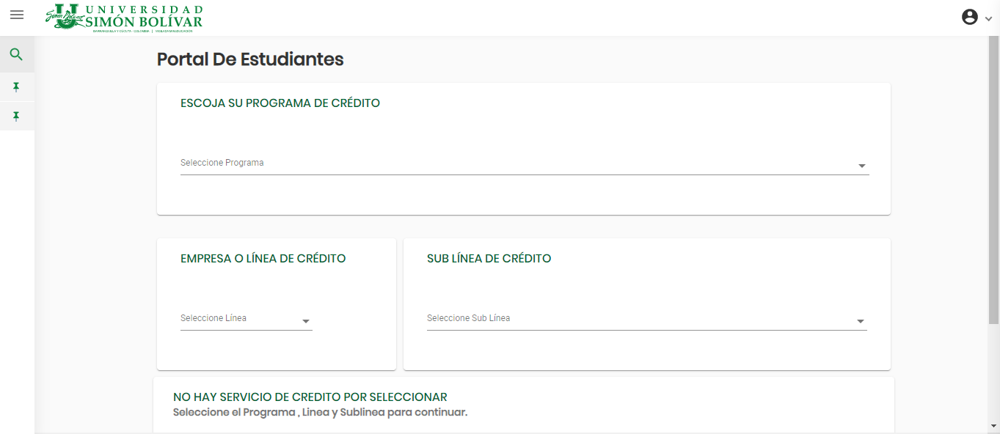 UNIVERSIDAD
SIMÓN BOLÍVAR
BARRANQUILLA Y CÚCUTA - COLOMBIA | VIGILADA MINEDUCACIÓN
Portal De Estudiantes
ESCOJA SU PROGRAMA DE CRÉDITO
Seleccione Programa
EMPRESA O LÍNEA DE CRÉDITO
SUB LÍNEA DE CRÉDITO
Seleccione Línea
Seleccione Sub Línea
NO HAY SERVICIO DE CREDITO POR SELECCIONAR
Seleccione el Programa , Linea y Sublinea para continuar.